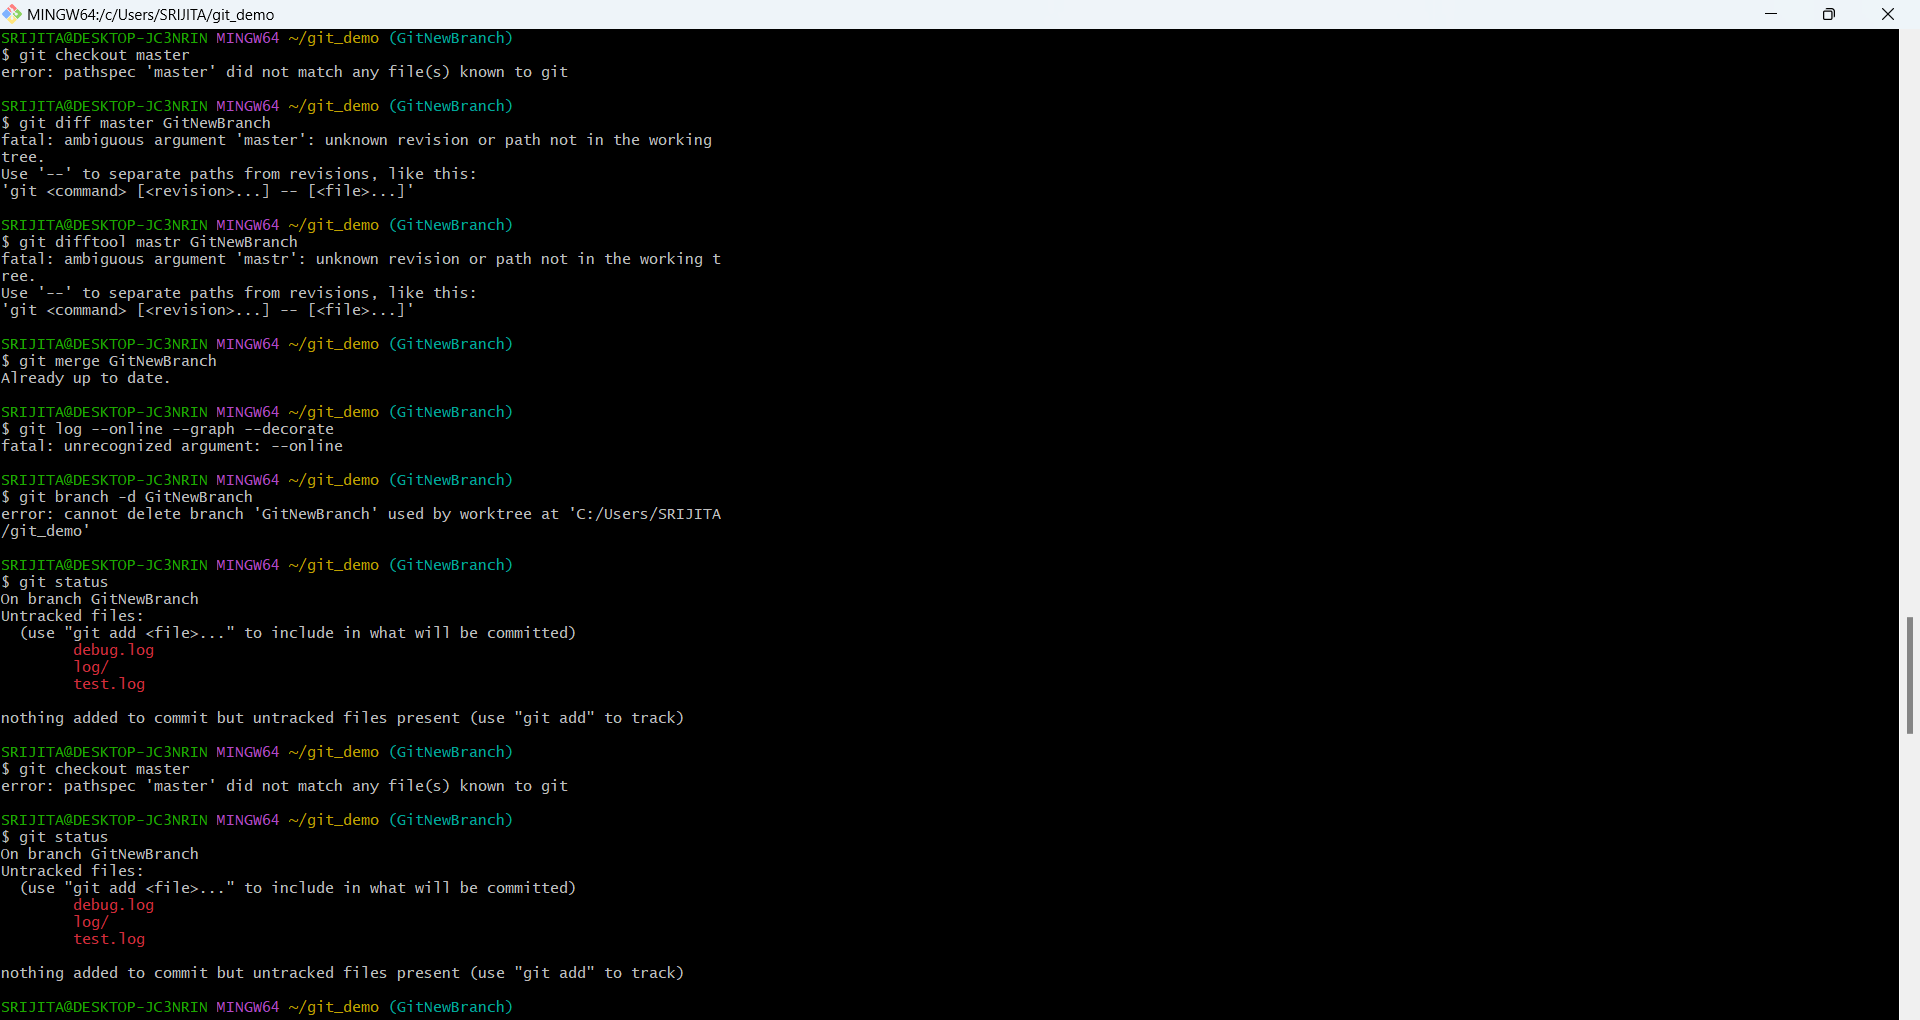 MINGW64:/c/Users/SRIJITA/git_demo
SRIJITA@DESKTOP-JC3NRIN MINGW64 ~/git_demo (GitNewBranch)
$ git checkout master
error: pathspec 'master' did not match any file(s) known to git
SRIJITA@DESKTOP-JC3NRIN MINGW64 ~/git_demo (GitNewBranch)
$ git diff master GitNewBranch
fatal: ambiguous argument 'master': unknown revision or path not in the working
tree.
Use '--' to separate paths from revisions, like this:
'git <command> [<revision>...] -- [<file>...]'
SRIJITA@DESKTOP-JC3NRIN MINGW64 ~/git_demo (GitNewBranch)
$ git difftool mastr GitNewBranch
fatal: ambiguous argument 'mastr': unknown revision or path not in the working t
ree.
Use '--' to separate paths from revisions, like this:
'git <command> [<revision>...] -- [<file>...]'
SRIJITA@DESKTOP-JC3NRIN MINGW64 ~/git_demo (GitNewBranch)
$ git merge GitNewBranch
Already up to date.
SRIJITA@DESKTOP-JC3NRIN MINGW64 ~/git_demo (GitNewBranch)
$ git log --online --graph --decorate
fatal: unrecognized argument: --online
SRIJITA@DESKTOP-JC3NRIN MINGW64 ~/git_demo (GitNewBranch)
$ git branch -d GitNewBranch
error: cannot delete branch 'GitNewBranch' used by worktree at 'C:/Users/SRIJITA
/git_demo'
SRIJITA@DESKTOP-JC3NRIN MINGW64 ~/git_demo (GitNewBranch)
$ git status
On branch GitNewBranch
Untracked files:
  (use "git add <file>..." to include in what will be committed)
        debug.log
        log/
        test.log
nothing added to commit but untracked files present (use "git add" to track)
SRIJITA@DESKTOP-JC3NRIN MINGW64 ~/git_demo (GitNewBranch)
$ git checkout master
error: pathspec 'master' did not match any file(s) known to git
SRIJITA@DESKTOP-JC3NRIN MINGW64 ~/git_demo (GitNewBranch)
$ git status
On branch GitNewBranch
Untracked files:
  (use "git add <file>..." to include in what will be committed)
        debug.log
        log/
        test.log
nothing added to commit but untracked files present (use "git add" to track)
SRIJITA@DESKTOP-JC3NRIN MINGW64 ~/git_demo (GitNewBranch)